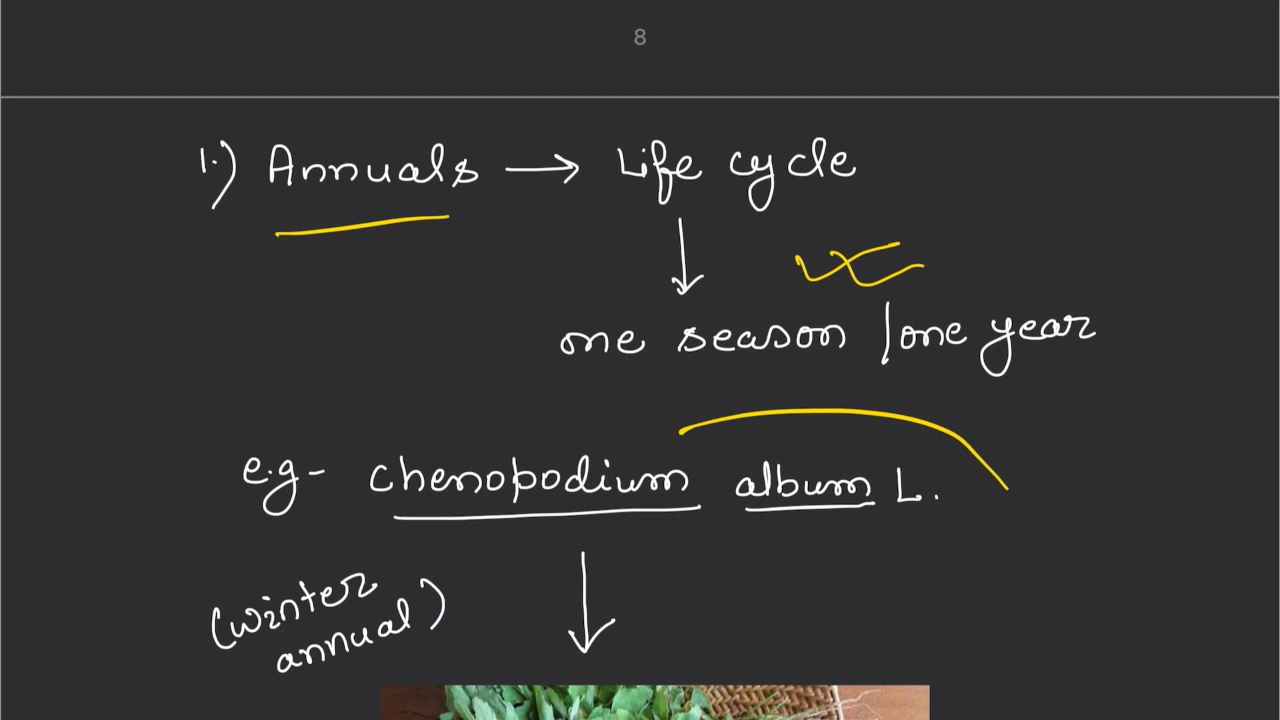 8
1.) Annuals → Life cycle
↓
one season / one year
e.g- chenopodium album L.
(winter annual)
↓